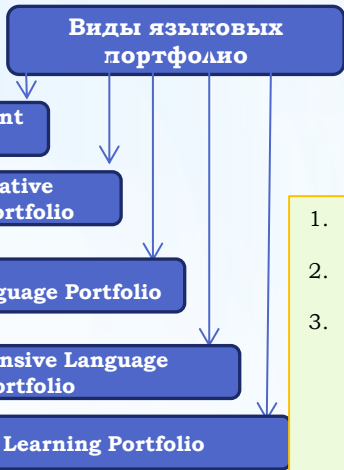 Виды языковых
портфолио
nt
ative
ortfolio
guage Portfolio
nsive Language
ortfolio
Learning Portfolio
1.
2.
3.